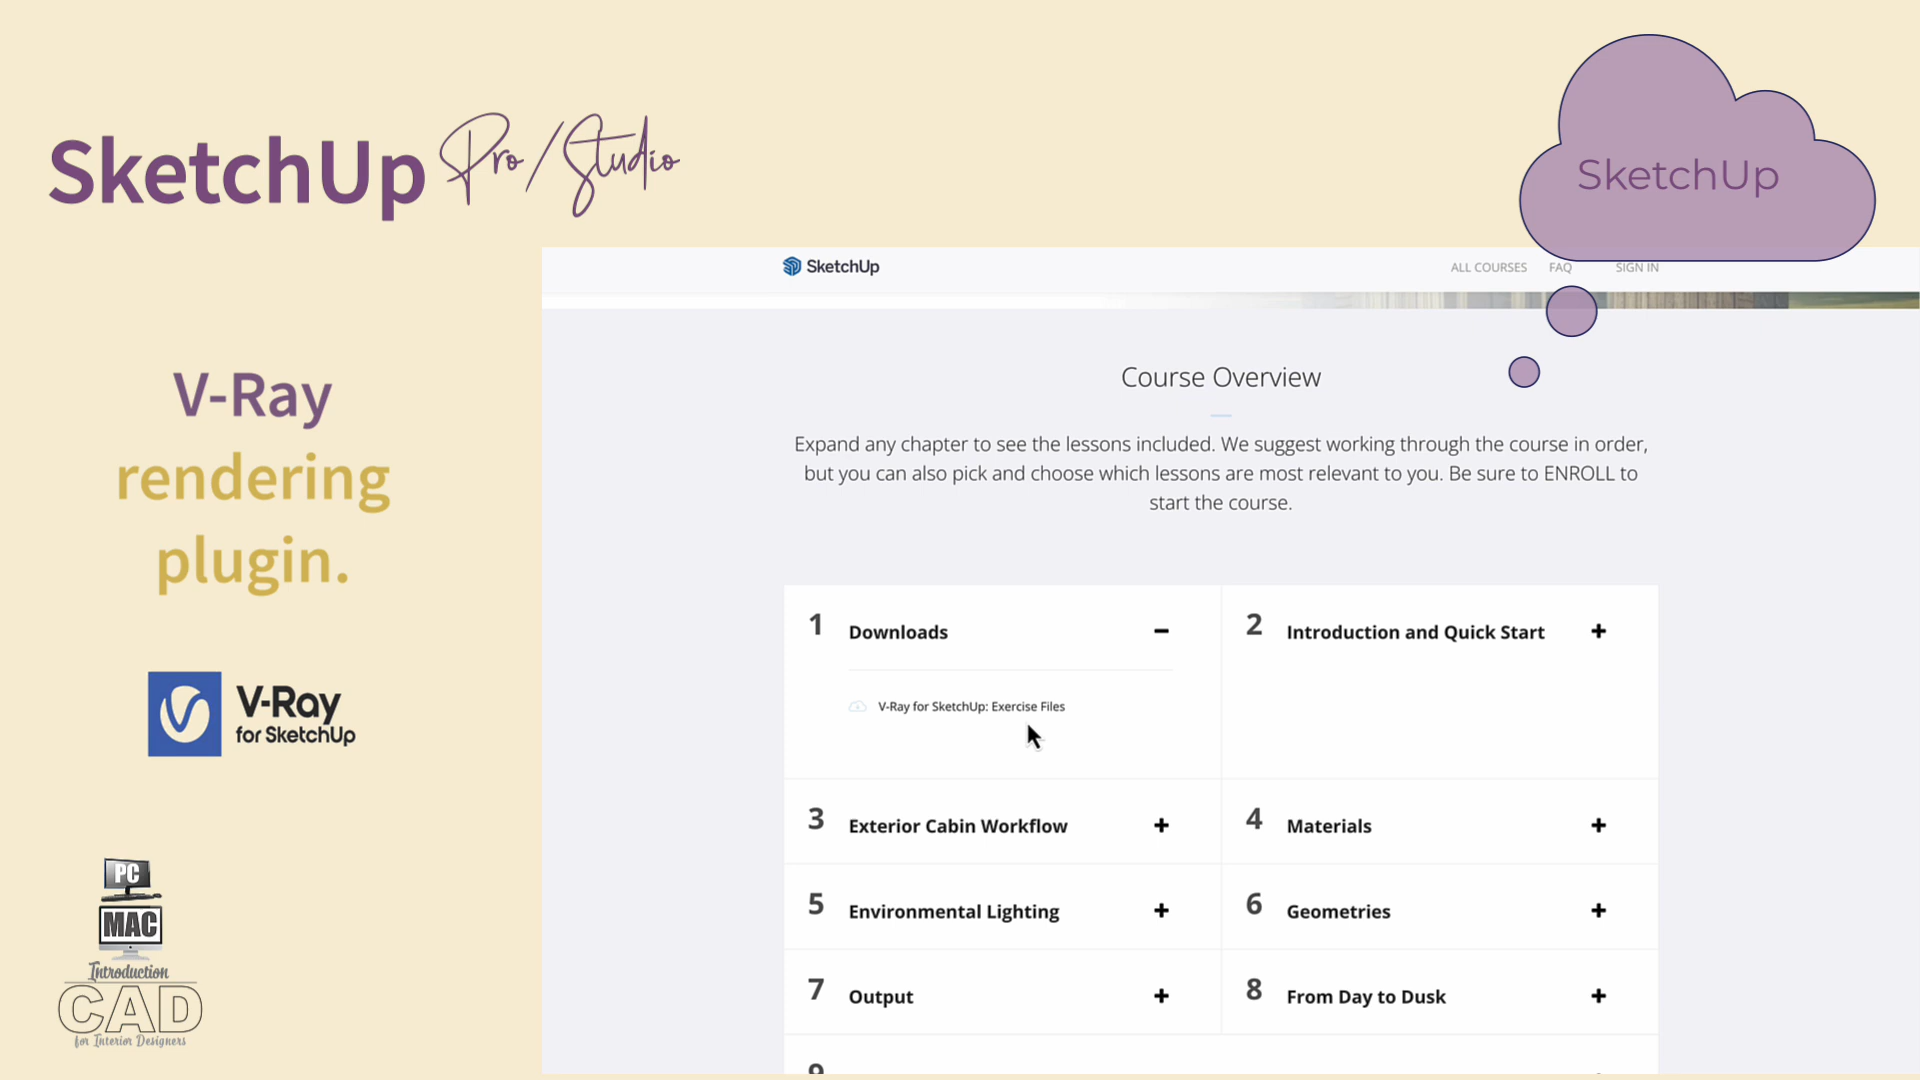 SketchUp Pro/Studio
SketchUp
SketchUp
ALL COURSES FAQ SIGN IN
V-Ray
rendering
plugin.
V-Ray
for SketchUp
PC
MAC
Introduction
CAD
for Interior Designers
Course Overview
Expand any chapter to see the lessons included. We suggest working through the course in order,
but you can also pick and choose which lessons are most relevant to you. Be sure to ENROLL to
start the course.
1 Downloads
V-Ray for SketchUp: Exercise Files
2 Introduction and Quick Start
3 Exterior Cabin Workflow
4 Materials
5 Environmental Lighting
6 Geometries
7 Output
8 From Day to Dusk
9